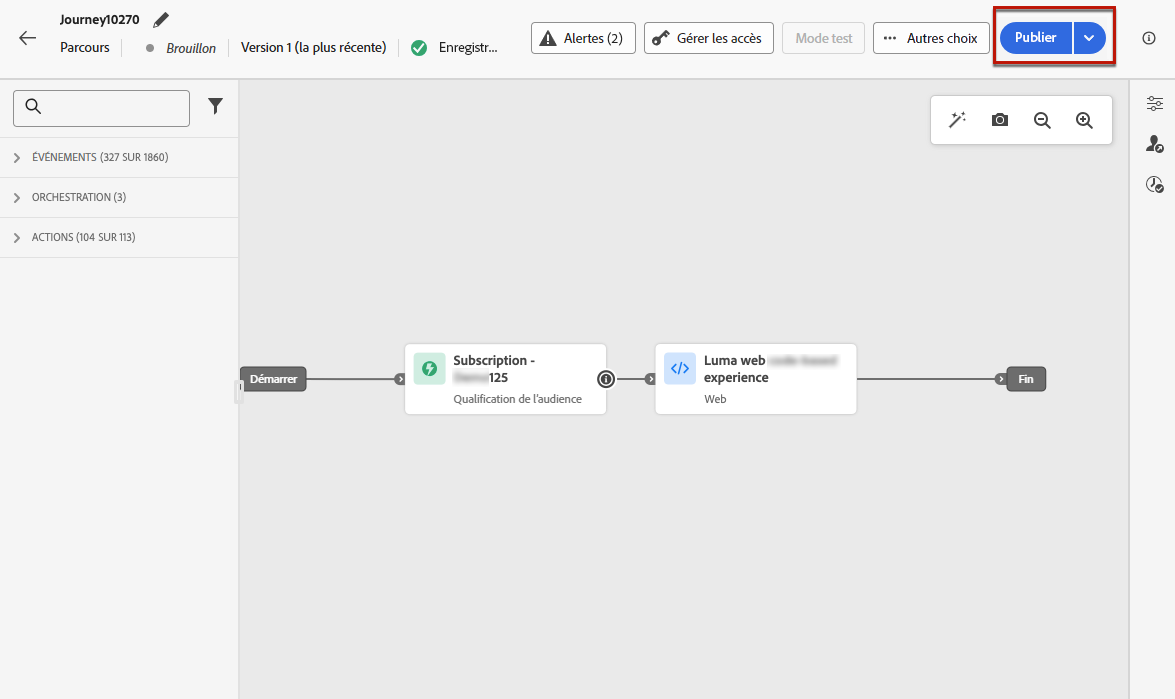 Journey10270
Parcours
Brouillon
Version 1 (la plus récente)
Enregistr...
Alertes (2)
Gérer les accès
Mode test
Autres choix
Publier
ÉVÉNEMENTS (327 SUR 1860)
ORCHESTRATION (3)
ACTIONS (104 SUR 113)
Démarrer
Subscription -
125
Qualification de l'audience
Luma web
experience
Web
Fin